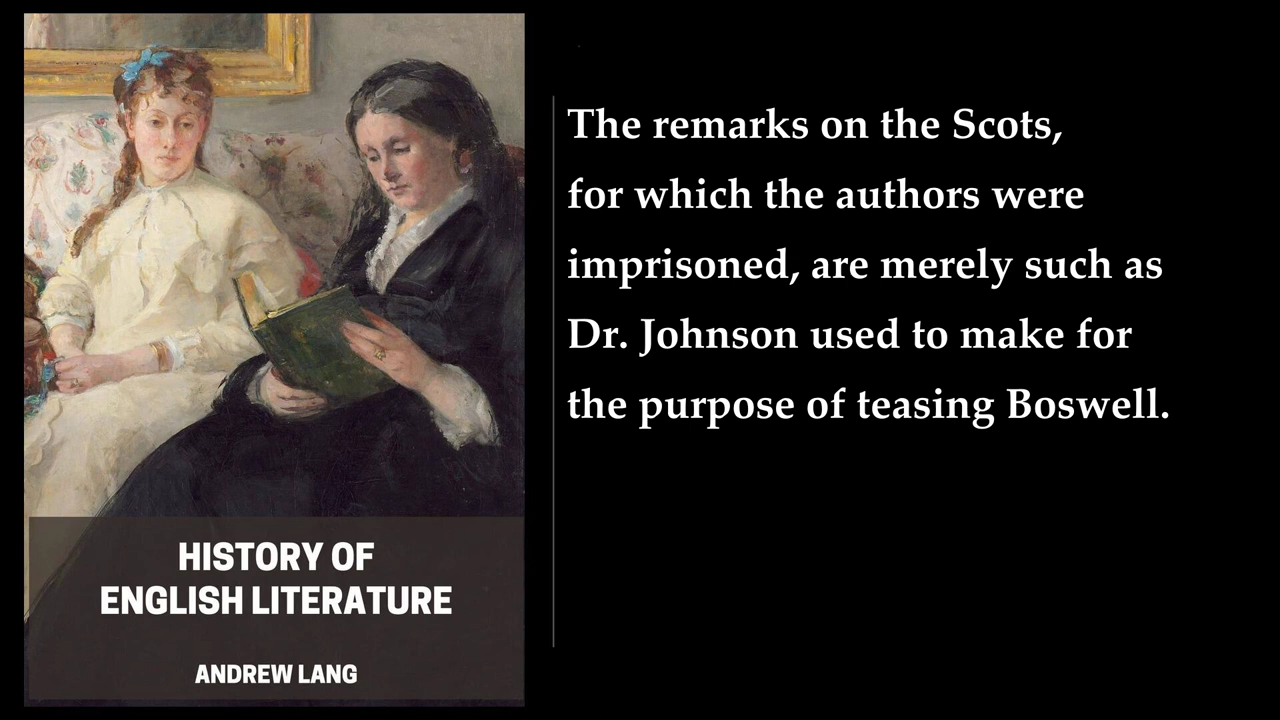 HISTORY OF
ENGLISH LITERATURE
ANDREW LANG
The remarks on the Scots,
for which the authors were
imprisoned, are merely such as
Dr. Johnson used to make for
the purpose of teasing Boswell.